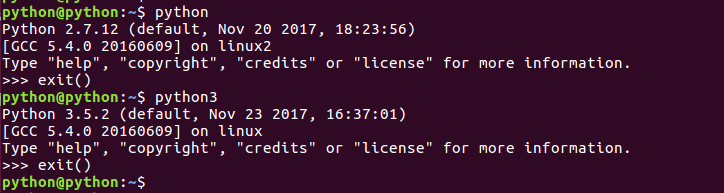 python@python:~$ python
Python 2.7.12 (default, Nov 20 2017, 18:23:56)
[GCC 5.4.0 20160609] on linux2
Type "help", "copyright", "credits" or "license" for more information.
>>> exit()
python@python:~$ python3
Python 3.5.2 (default, Nov 23 2017, 16:37:01)
[GCC 5.4.0 20160609] on linux
Type "help", "copyright", "credits" or "license" for more information.
>>> exit()
python@python:~$